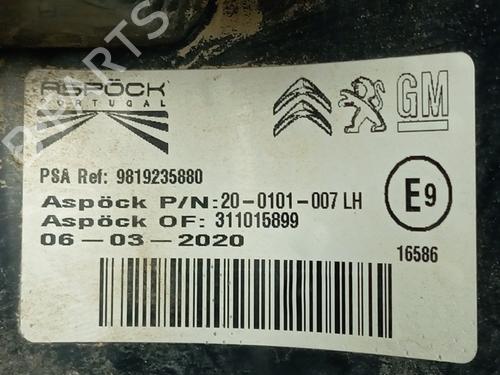 ASPÖCK
PORTUGAL
GM
PSA Ref: 9819235880
Aspöck P/N:20-0101-007 LH
Aspöck OF: 311015899
06-03-2020
E9
16586
B-PARTS